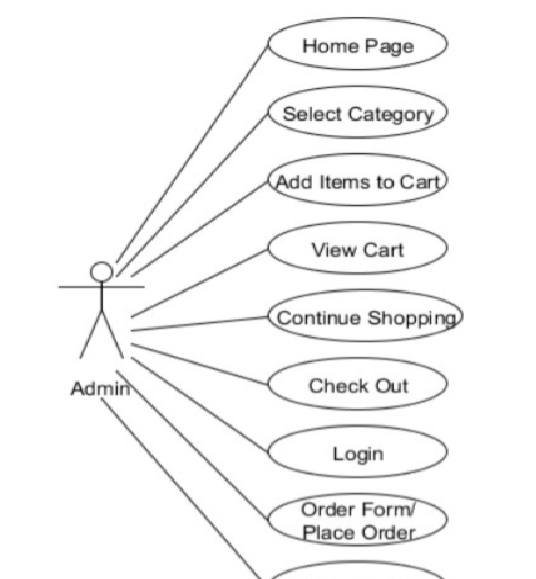 Home Page
Select Category
Add Items to Cart
View Cart
Continue Shopping
Admin
Check Out
Login
Order Form/
Place Order